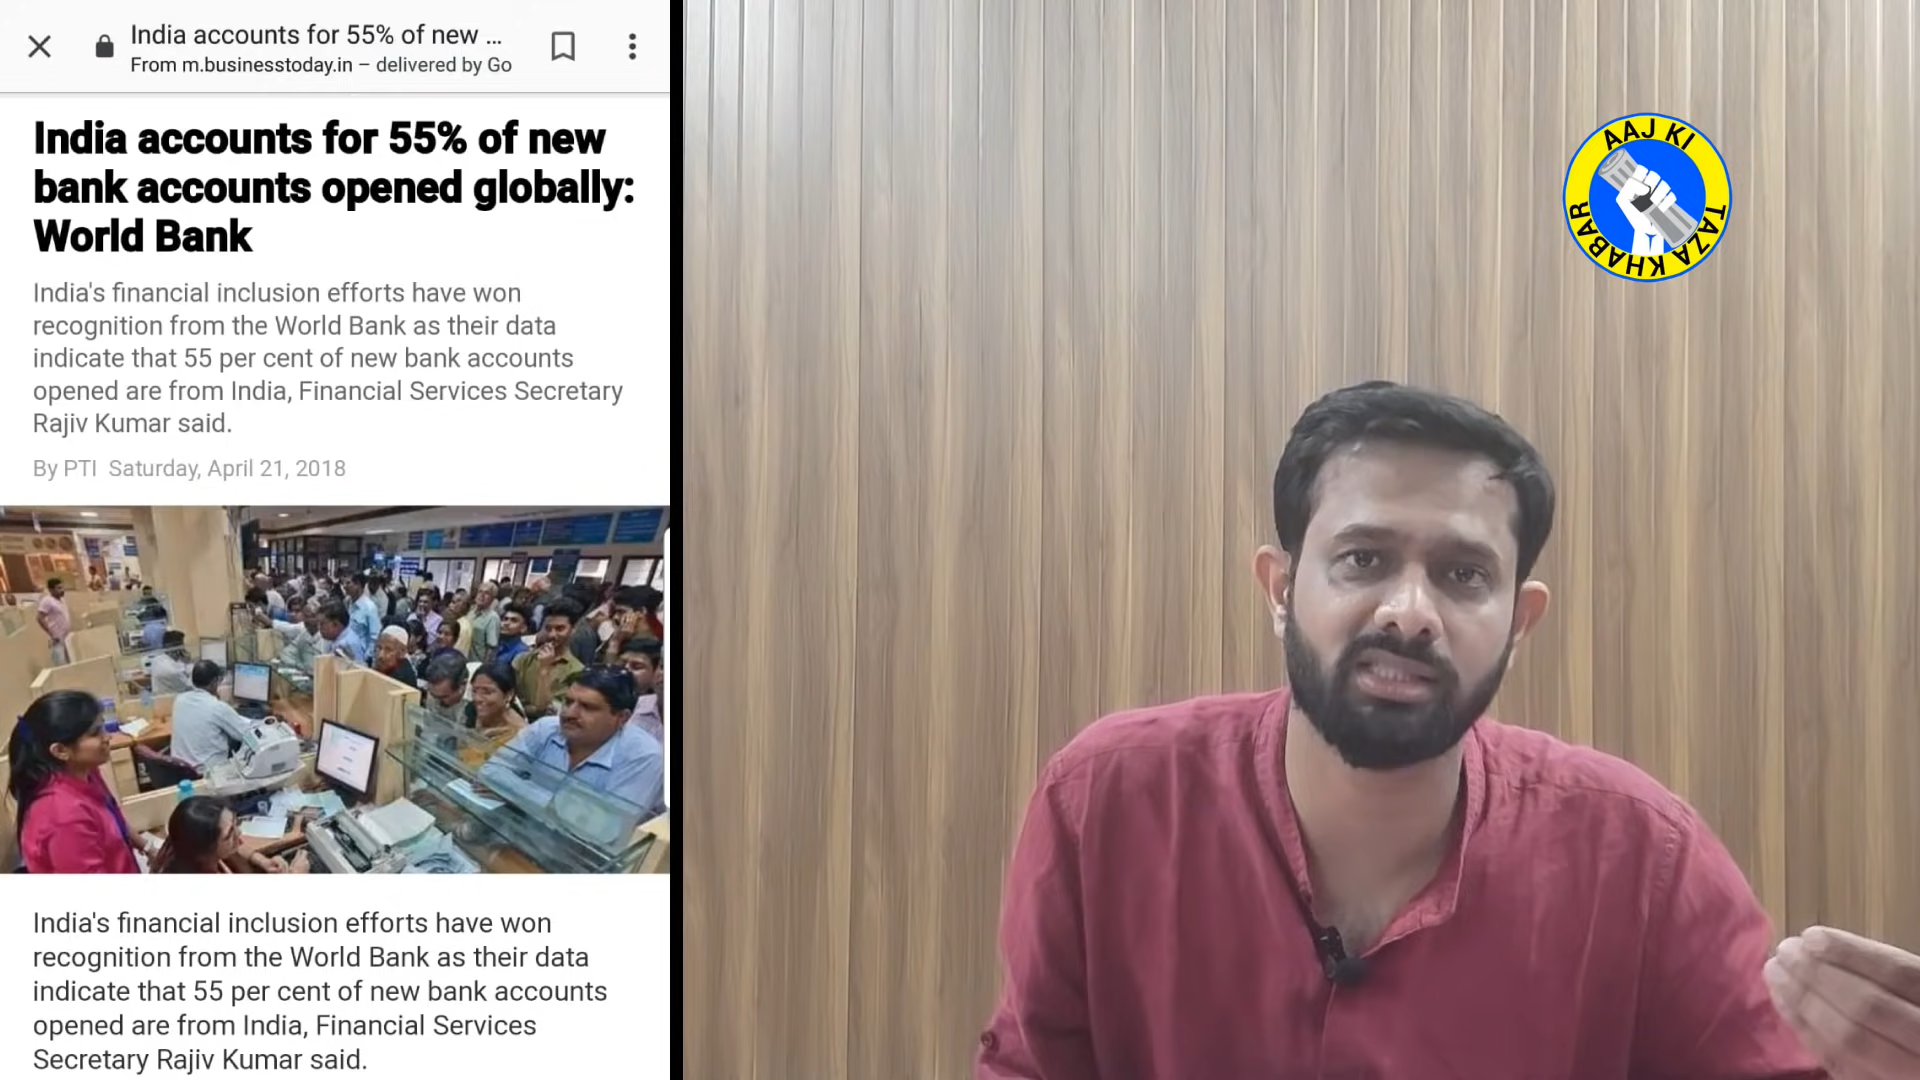 India accounts for 55% of new ...
From m.businesstoday.in – delivered by Go
India accounts for 55% of new
bank accounts opened globally:
World Bank
India's financial inclusion efforts have won
recognition from the World Bank as their data
indicate that 55 per cent of new bank accounts
opened are from India, Financial Services Secretary
Rajiv Kumar said.
By PTI Saturday, April 21, 2018
India's financial inclusion efforts have won
recognition from the World Bank as their data
indicate that 55 per cent of new bank accounts
opened are from India, Financial Services
Secretary Rajiv Kumar said.
AAJ KI
TAZA KHABAR